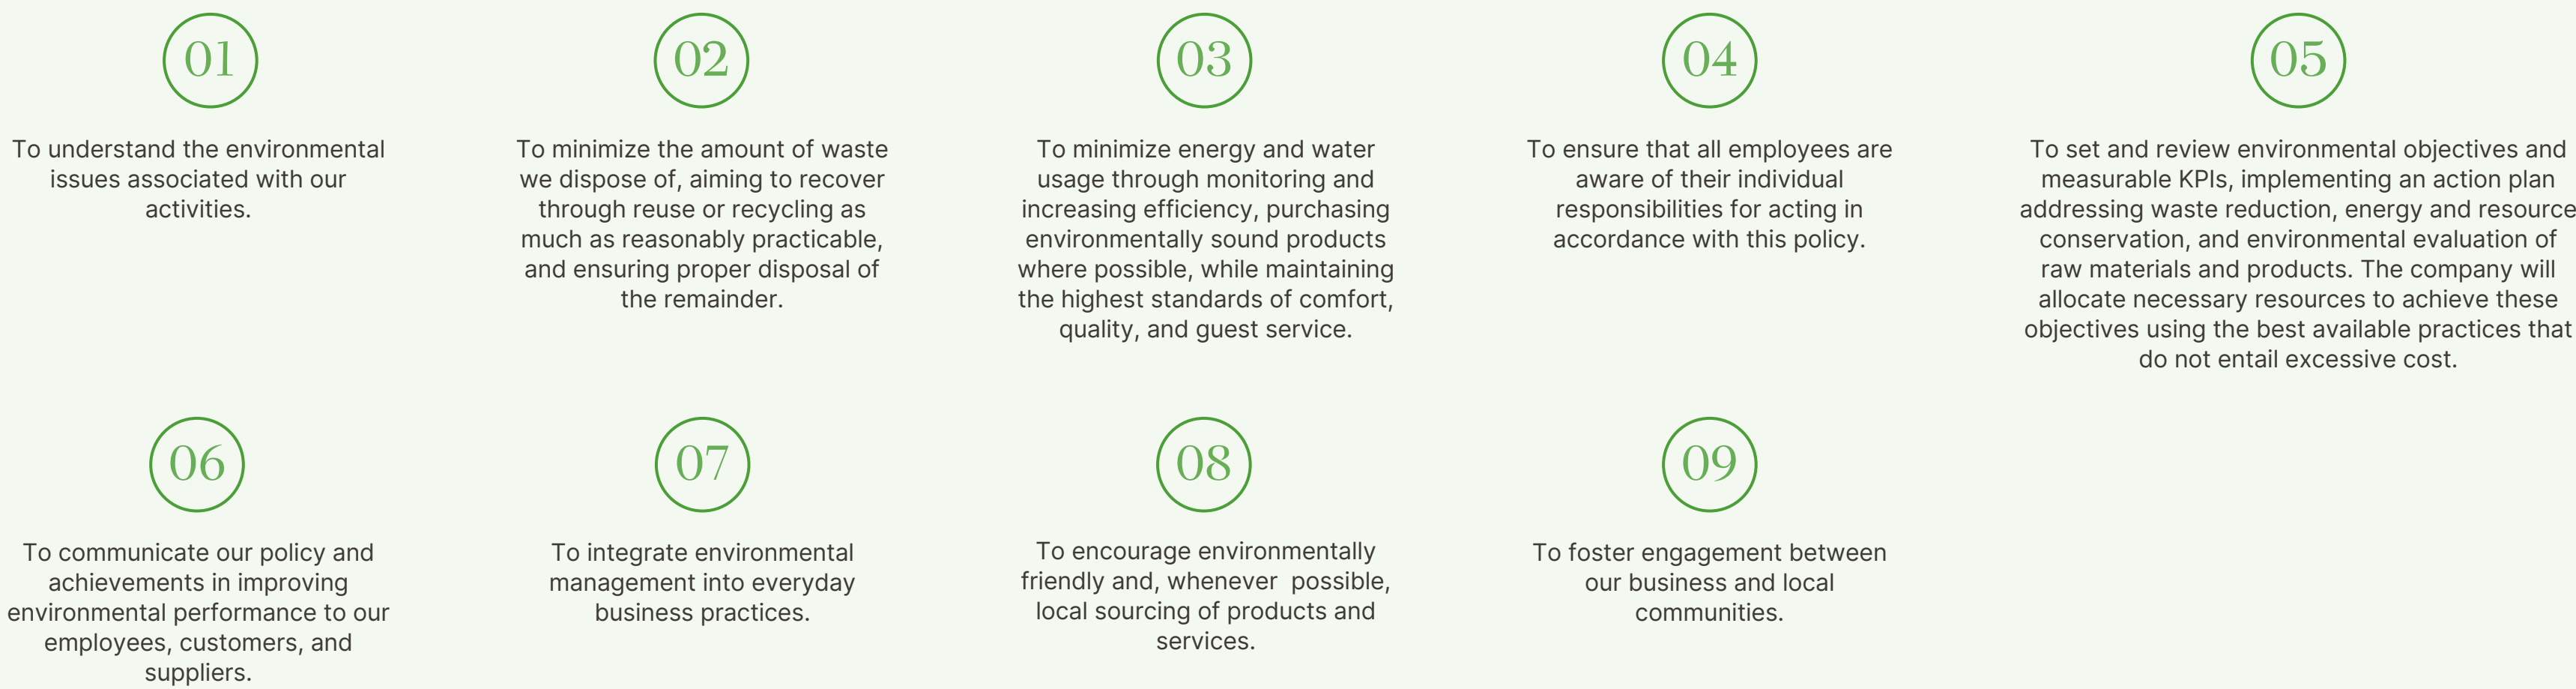 01
To understand the environmental
issues associated with our
activities.
02
To minimize the amount of waste
we dispose of, aiming to recover
through reuse or recycling as
much as reasonably practicable,
and ensuring proper disposal of
the remainder.
03
To minimize energy and water
usage through monitoring and
increasing efficiency, purchasing
environmentally sound products
where possible, while maintaining
the highest standards of comfort,
quality, and guest service.
04
To ensure that all employees are
aware of their individual
responsibilities for acting in
accordance with this policy.
05
To set and review environmental objectives and
measurable KPIs, implementing an action plan
addressing waste reduction, energy and resource
conservation, and environmental evaluation of
raw materials and products. The company will
allocate necessary resources to achieve these
objectives using the best available practices that
do not entail excessive cost.
06
To communicate our policy and
achievements in improving
environmental performance to our
employees, customers, and
suppliers.
07
To integrate environmental
management into everyday
business practices.
08
To encourage environmentally
friendly and, whenever  possible,
local sourcing of products and
services.
09
To foster engagement between
our business and local
communities.